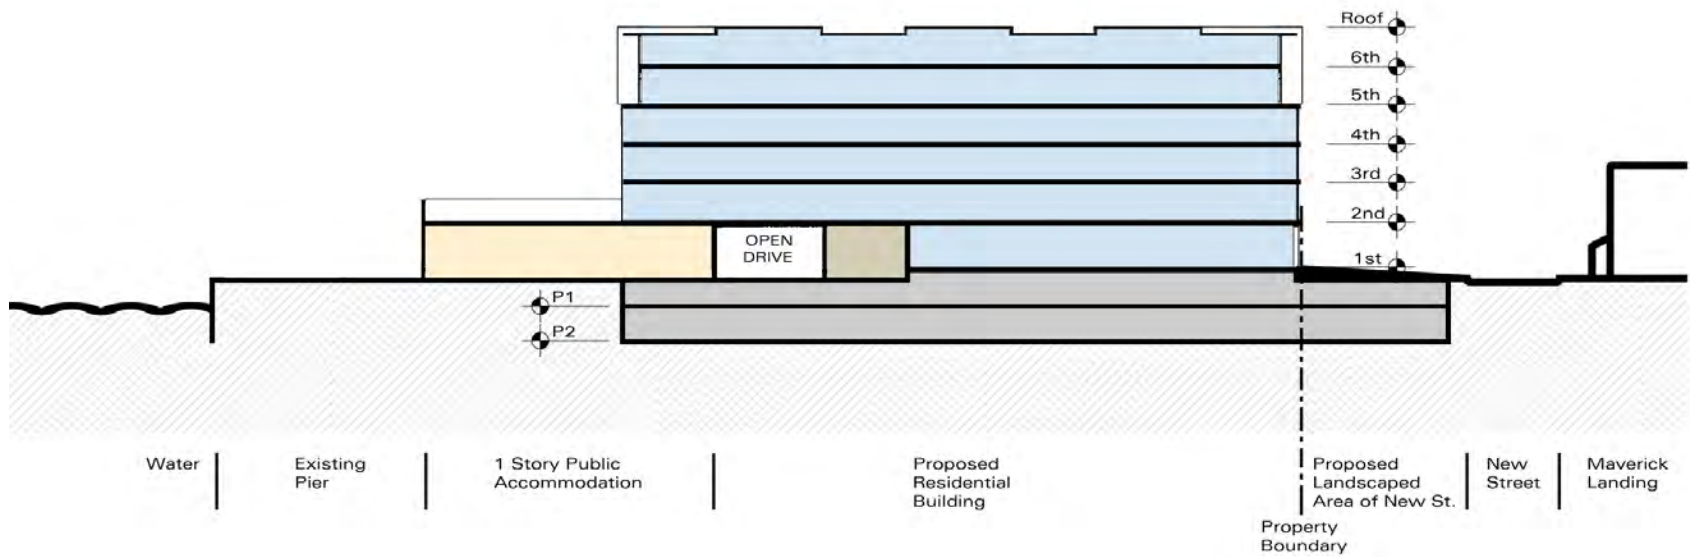 Roof
6th
5th
4th
3rd
2nd
1st
OPEN
DRIVE
P1
P2
Water
Existing
Pier
1 Story Public
Accommodation
Proposed
Residential
Building
Proposed
Landscaped
Area of New St.
New
Street
Maverick
Landing
Property
Boundary